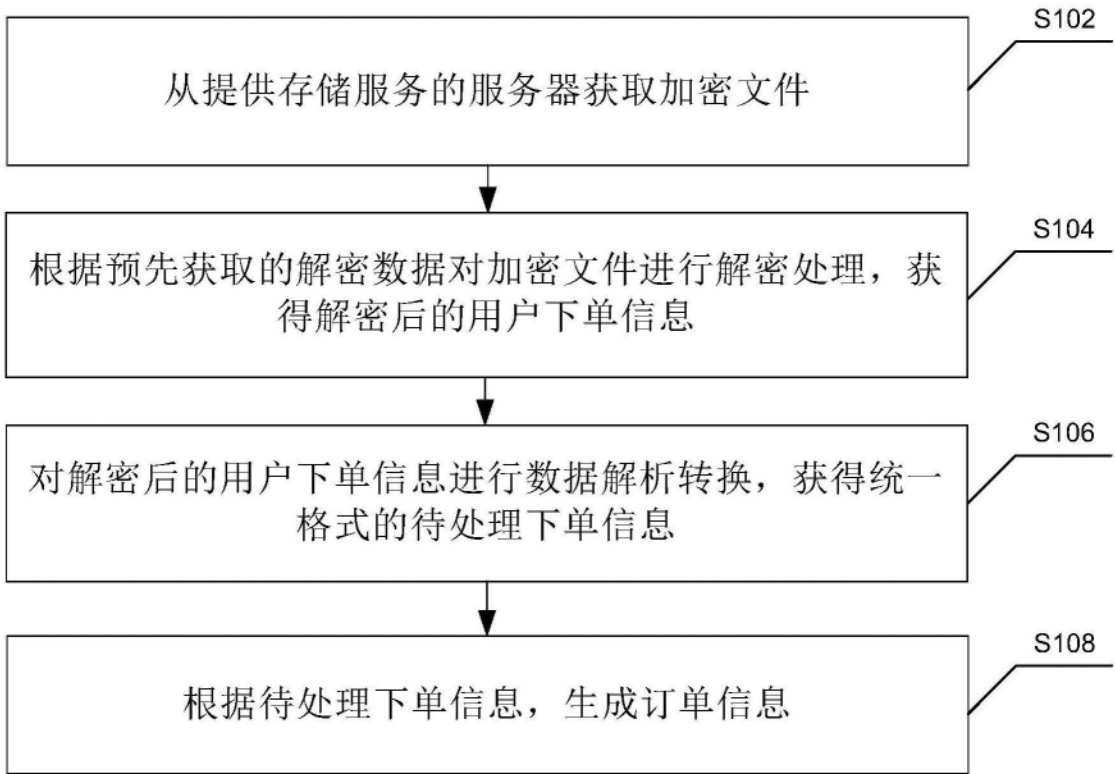 S102
从提供存储服务的服务器获取加密文件
S104
根据预先获取的解密数据对加密文件进行解密处理，获
得解密后的用户下单信息
S106
对解密后的用户下单信息进行数据解析转换，获得统一
格式的待处理下单信息
S108
根据待处理下单信息，生成订单信息